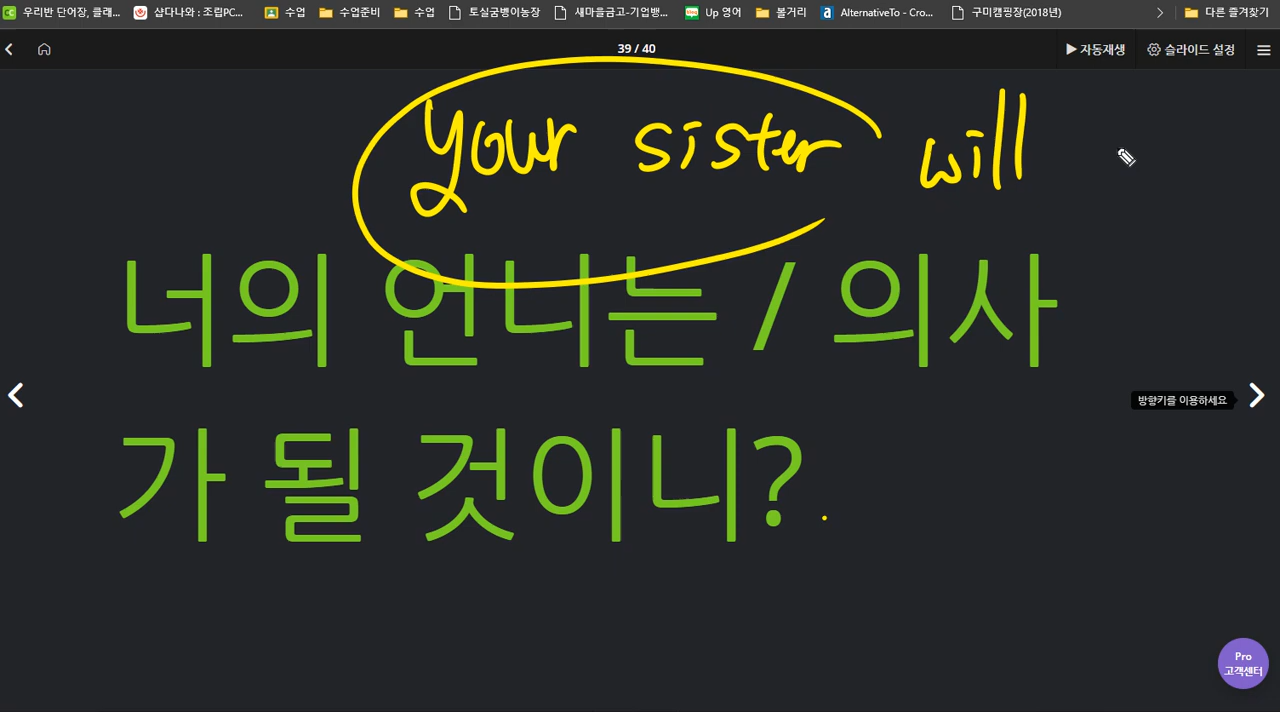 우리반 단어장, 클래... 샵다나와 : 조립PC... 수업 수업준비 수업 토실굼벵이농장 새마을금고-기업뱅... Up 영어 볼거리 AlternativeTo - Cro... 구미캠핑장(2018년) 다른 즐겨찾기
39 / 40 자동재생 슬라이드 설정
your sister will
너의 언니는 / 의사
방향키를 이용하세요
가 될 것이니?
Pro
고객센터